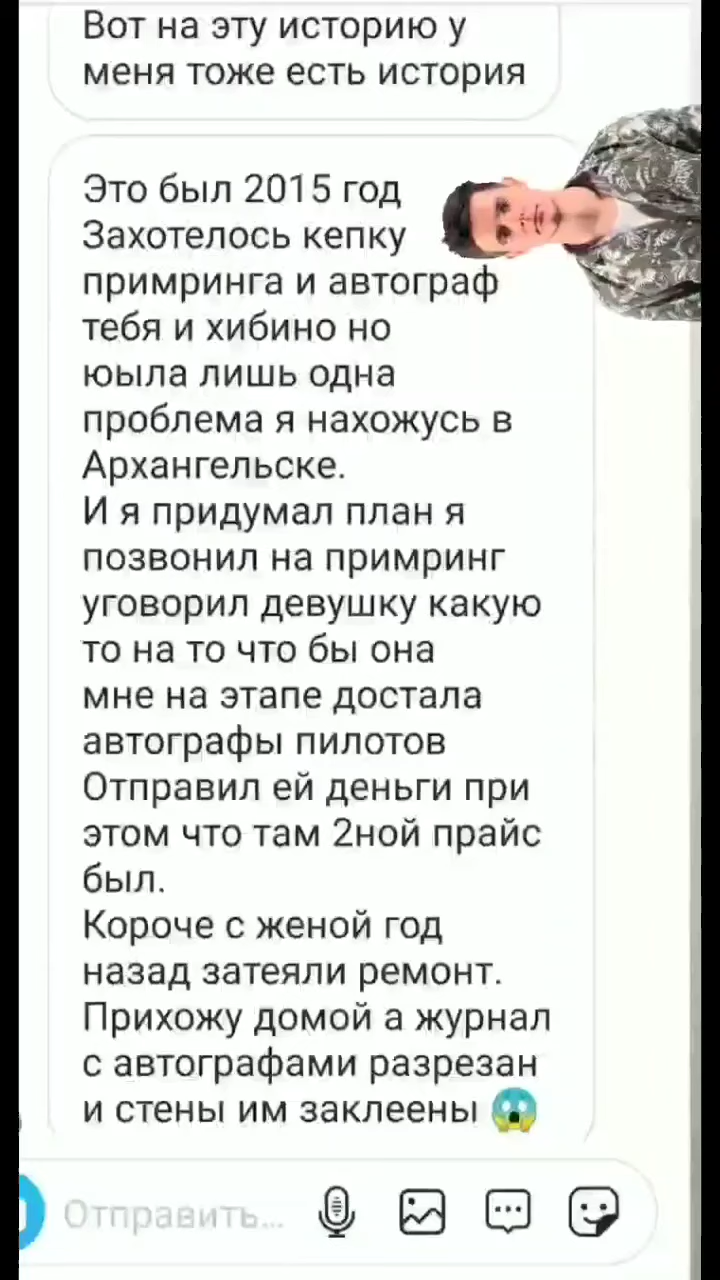 Вот на эту историю у
меня тоже есть история
Это был 2015 год
Захотелось кепку
примринга и автограф
тебя и хибино но
юыла лишь одна
проблема я нахожусь в
Архангельске.
И я придумал план я
позвонил на примринг
уговорил девушку какую
то на то что бы она
мне на этапе достала
автографы пилотов
Отправил ей деньги при
этом что там 2ной прайс
был.
Короче с женой год
назад затеяли ремонт.
Прихожу домой а журнал
с автографами разрезан
и стены им заклеены 😱
Отправить...